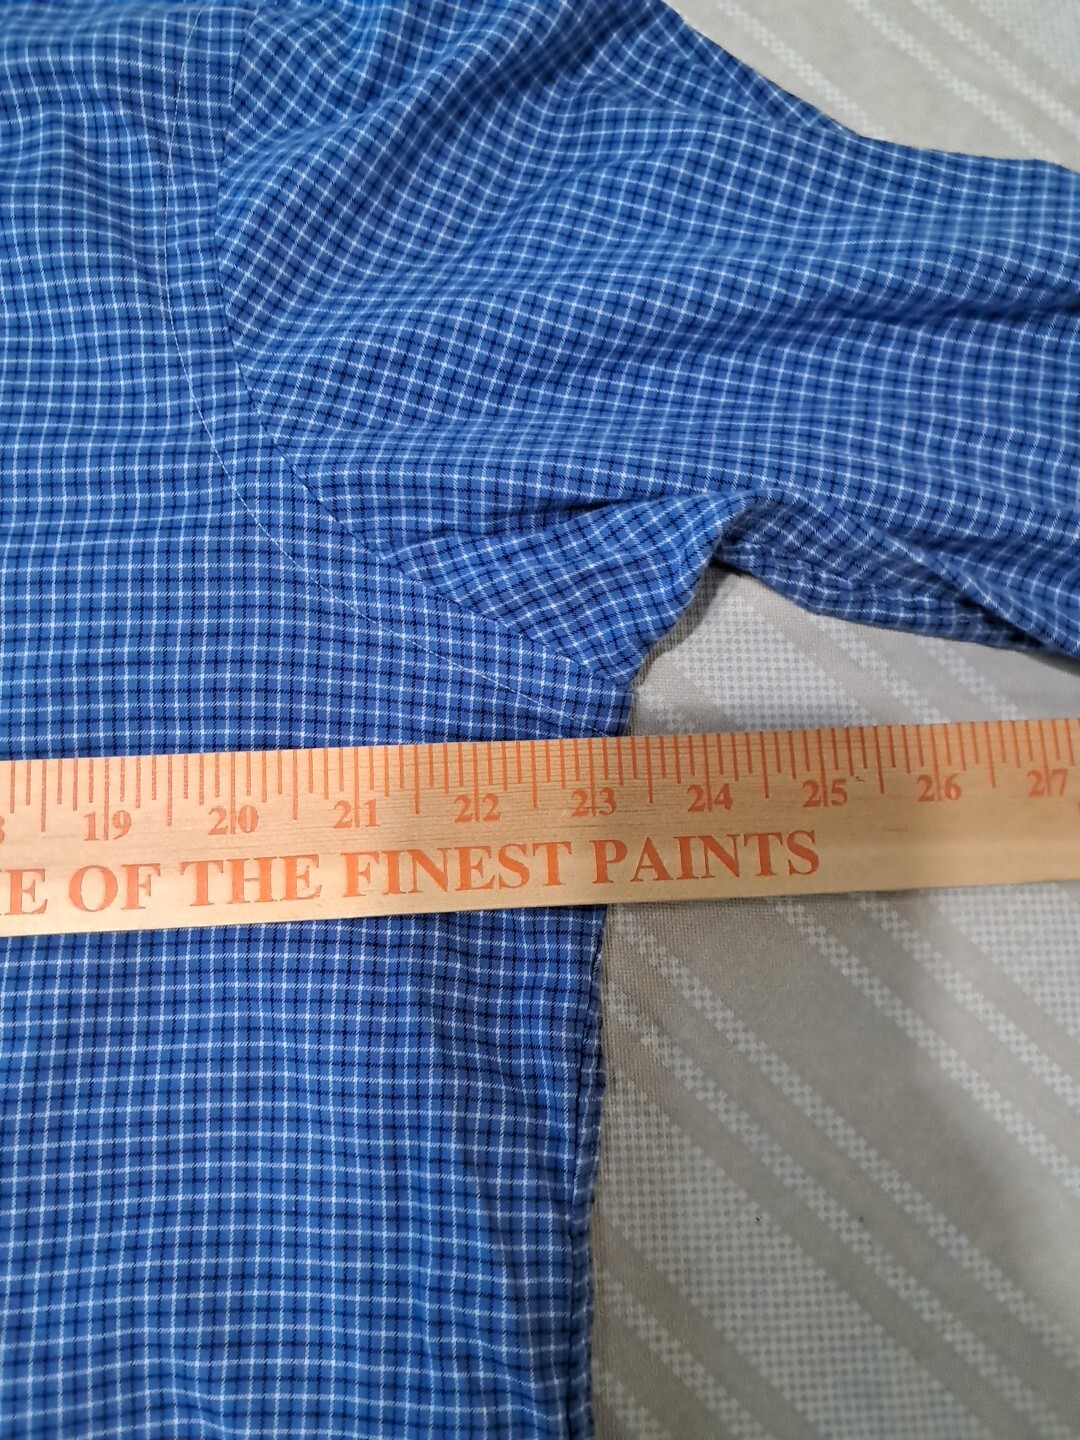 19 20 21 22 23 24 25 26 27
OF THE FINEST PAINTS